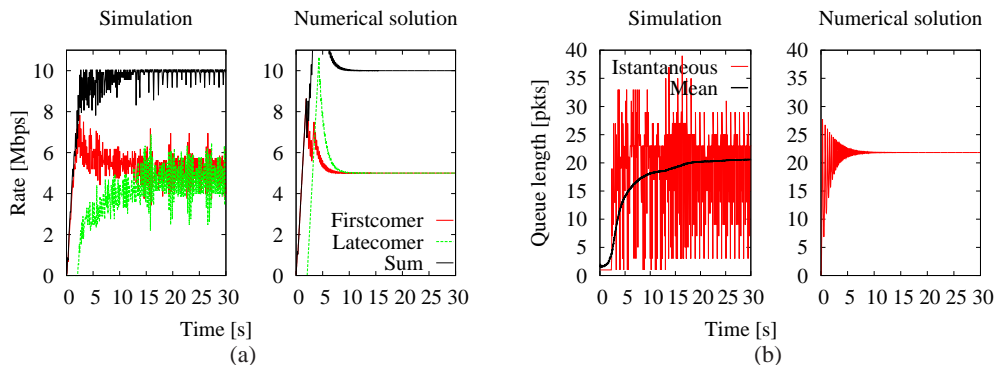 Simulation
Numerical solution
Rate [Mbps]
10
8
6
4
2
0
0 5 10 15 20 25 30
10
8
6
4
2
0
0 5 10 15 20 25 30
Firstcomer
Latecomer
Sum
Time [s]
(a)
Simulation
Numerical solution
Queue length [pkts]
40
35
30
25
20
15
10
5
0
0 5 10 15 20 25 30
Istantaneous
Mean
40
35
30
25
20
15
10
5
0
0 5 10 15 20 25 30
Time [s]
(b)